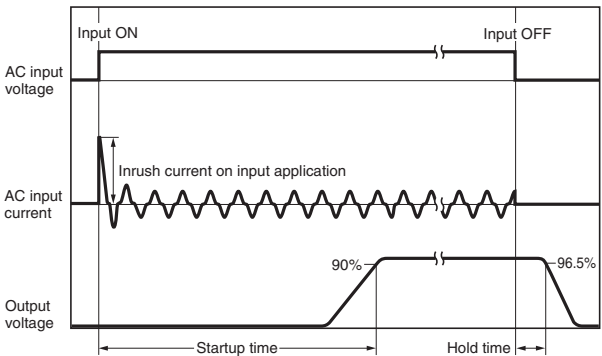 Input ON
Input OFF
AC input
voltage
Inrush current on input application
AC input
current
90%
96.5%
Output
voltage
Startup time
Hold time